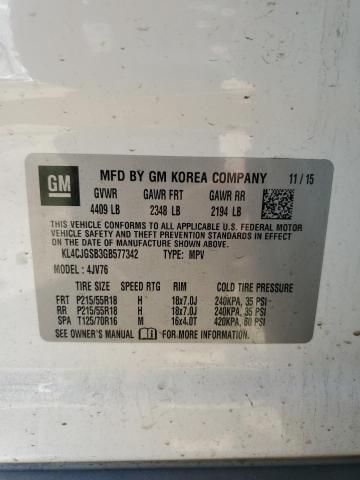 GM
MFD BY GM KOREA COMPANY 11 / 15
GVWR GAWR FRT GAWR RR
4409 LB 2348 LB 2194 LB
THIS VEHICLE CONFORMS TO ALL APPLICABLE U.S. FEDERAL MOTOR
VEHICLE SAFETY AND THEFT PREVENTION STANDARDS IN EFFECT
ON THE DATE OF MANUFACTURE SHOWN ABOVE.
KL4CJGSB3GB577342 TYPE: MPV
MODEL: 4JV76
TIRE SIZE SPEED RTG RIM COLD TIRE PRESSURE
FRT P215/55R18 H 18x7.0J 240KPA, 35 PSI
RR P215/55R18 H 18x7.0J 240KPA, 35 PSI
SPA T125/70R16 M 16x4.0T 420KPA, 60 PSI
SEE OWNER'S MANUAL FOR MORE INFORMATION.